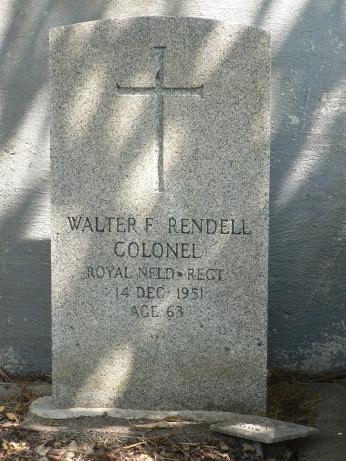 WALTER F RENDELL
COLONEL
ROYAL NFLD • REGT
14 DEC 1951
AGE 63